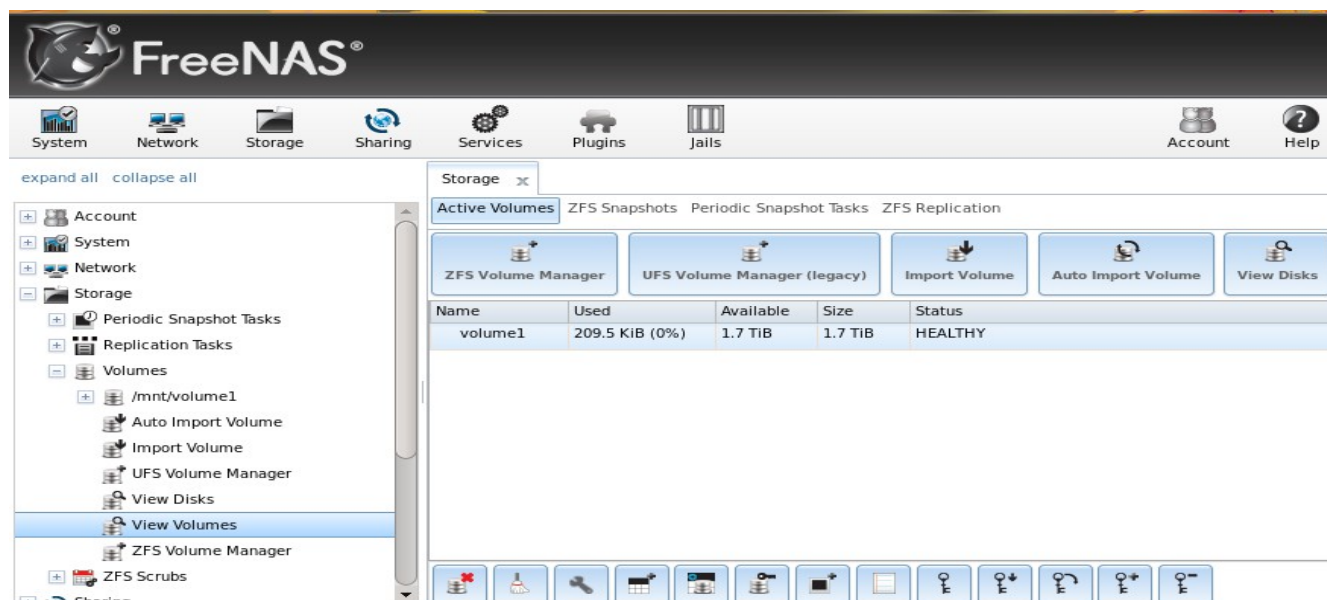 FreeNAS®
System Network Storage Sharing Services Plugins Jails Account Help
expand all collapse all
Account
System
Network
Storage
Periodic Snapshot Tasks
Replication Tasks
Volumes
/mnt/volume1
Auto Import Volume
Import Volume
UFS Volume Manager
View Disks
View Volumes
ZFS Volume Manager
ZFS Scrubs
Sharing
Storage x
Active Volumes ZFS Snapshots Periodic Snapshot Tasks ZFS Replication
ZFS Volume Manager UFS Volume Manager (legacy) Import Volume Auto Import Volume View Disks
Name Used Available Size Status
volume1 209.5 KiB (0%) 1.7 TiB 1.7 TiB HEALTHY